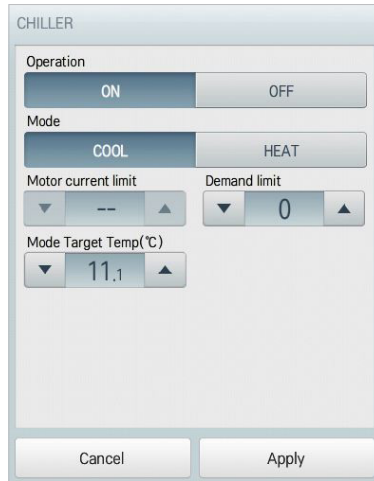 CHILLER
Operation
ON OFF
Mode
COOL HEAT
Motor current limit Demand limit
-- 0
Mode Target Temp(℃)
11.1
Cancel Apply